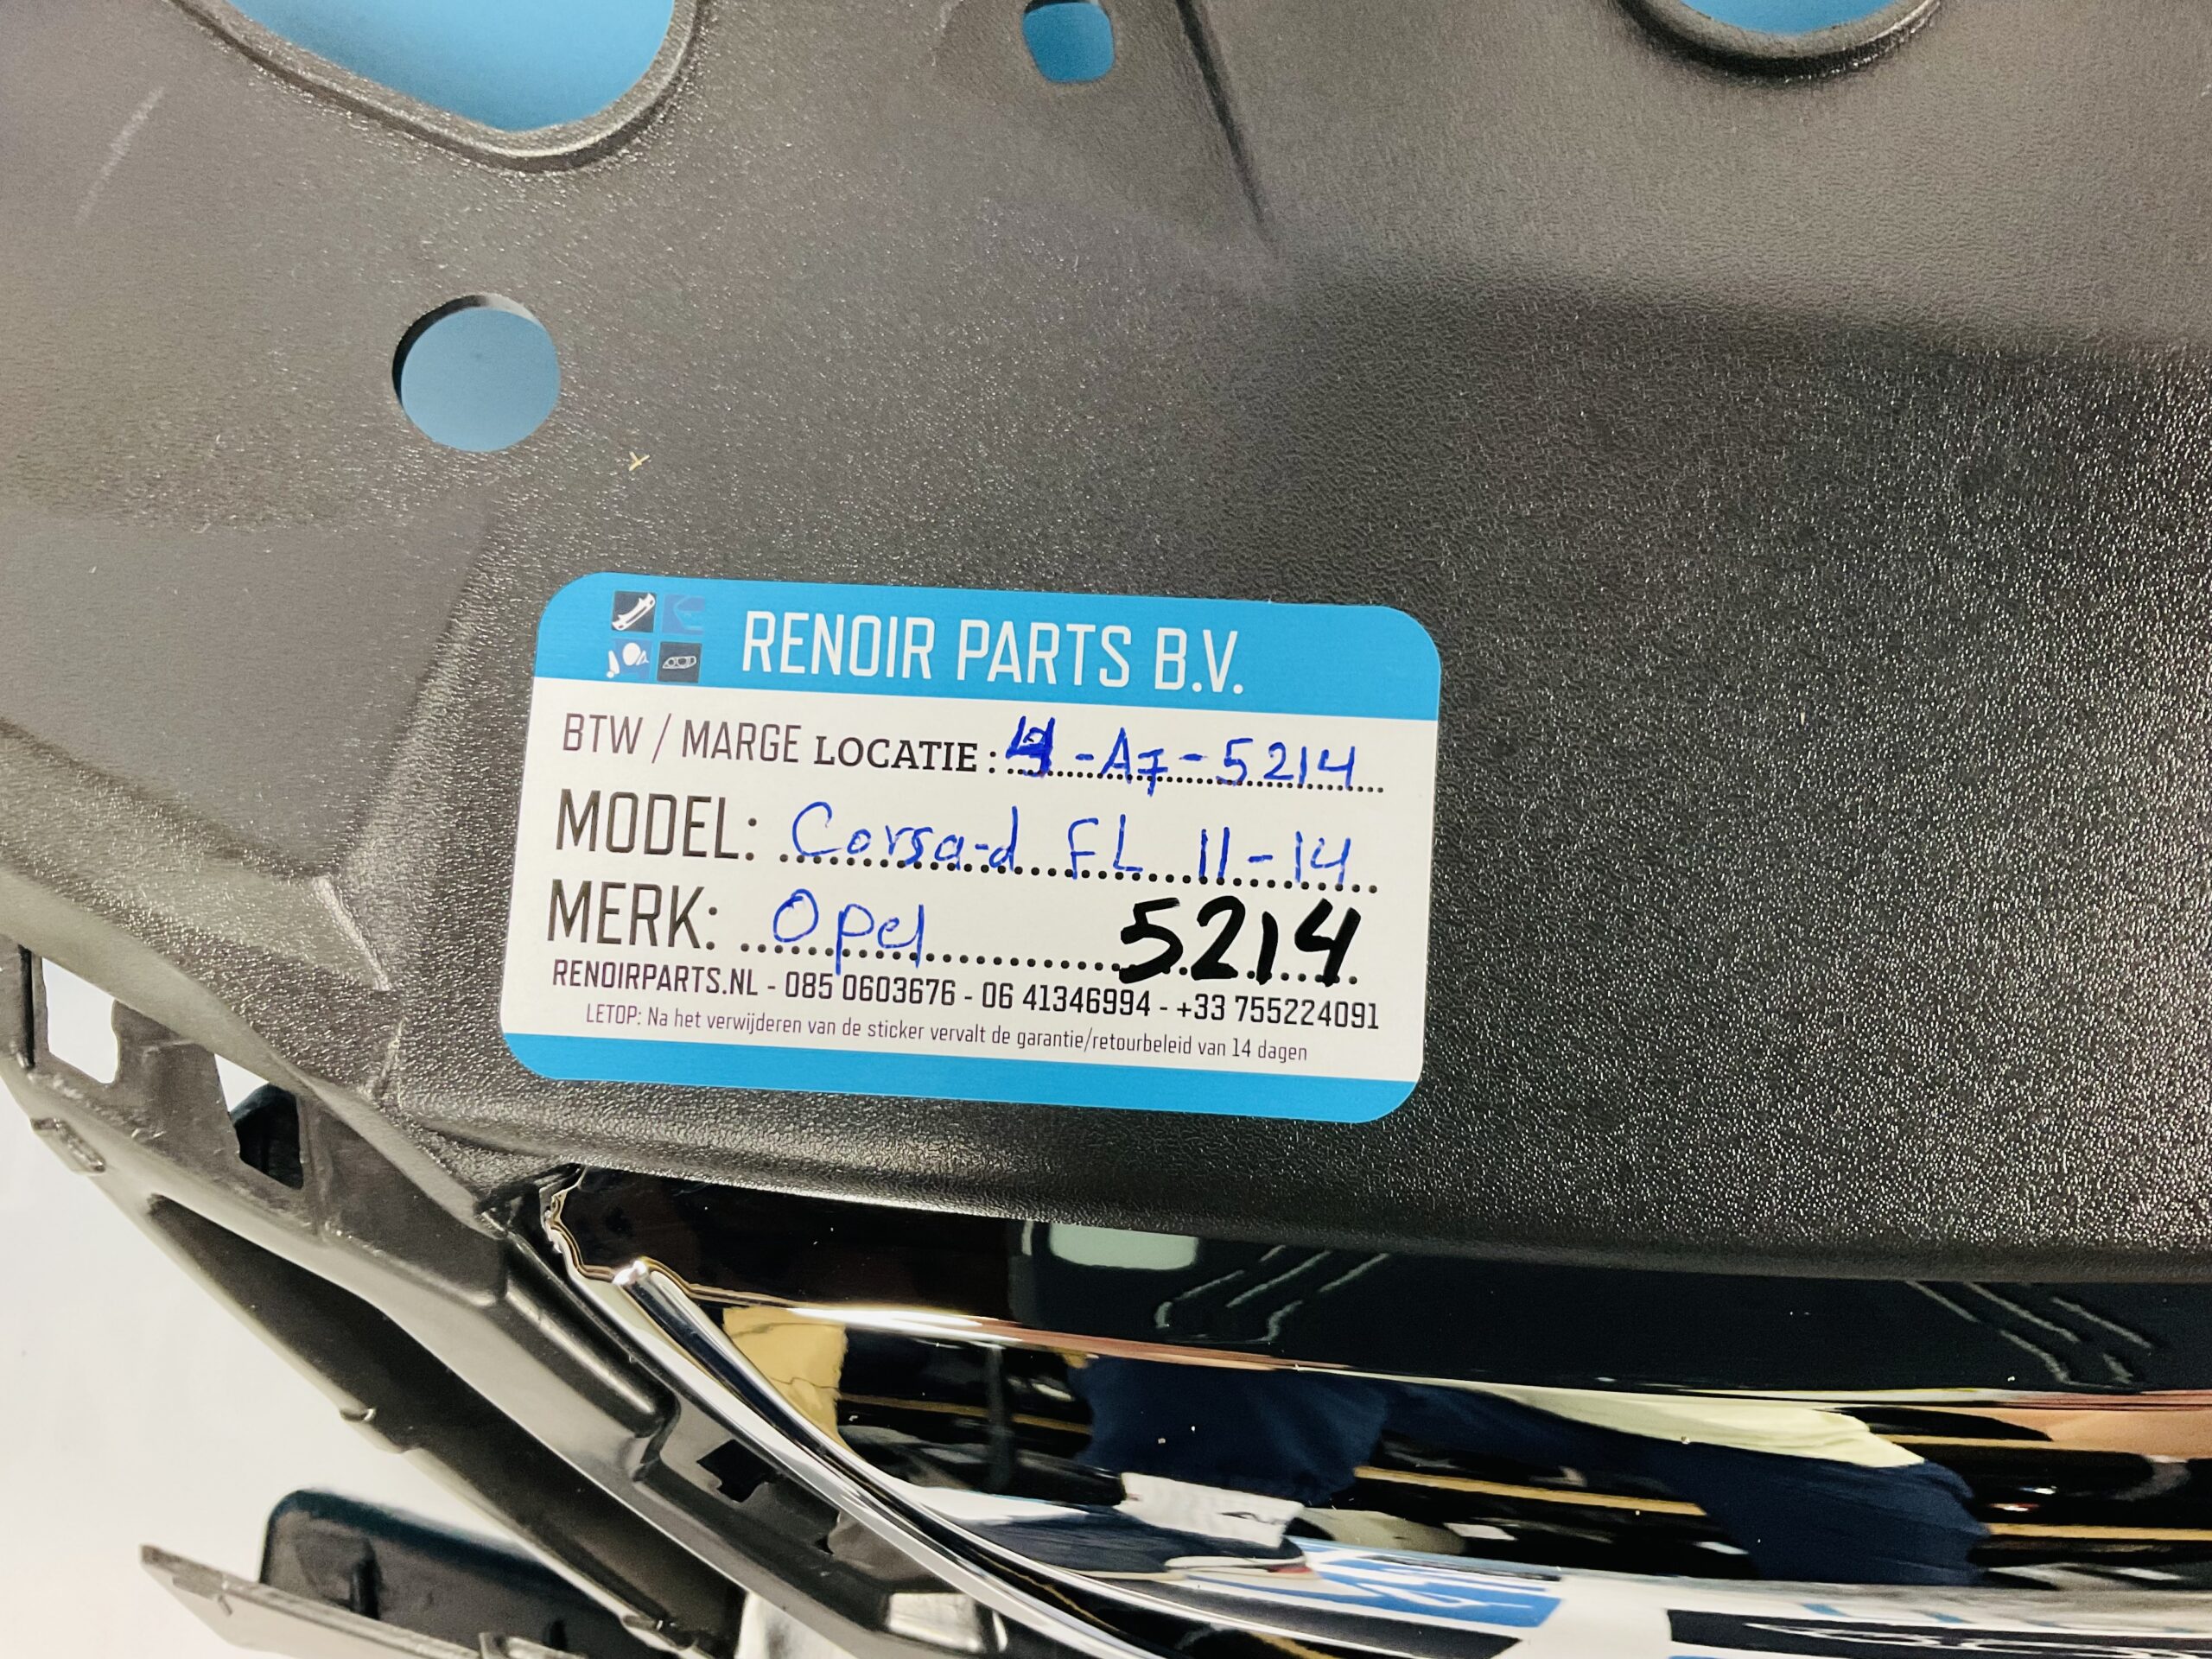 RENOIR PARTS B.V.
BTW / MARGE LOCATIE : 4-A7-5214
MODEL: Corsa-d FL 11-14
MERK: Opel 5214
RENOIRPARTS.NL - 085 0603676 - 06 41346994 - +33 755224091
LETOP: Na het verwijderen van de sticker vervalt de garantie/retourbeleid van 14 dagen